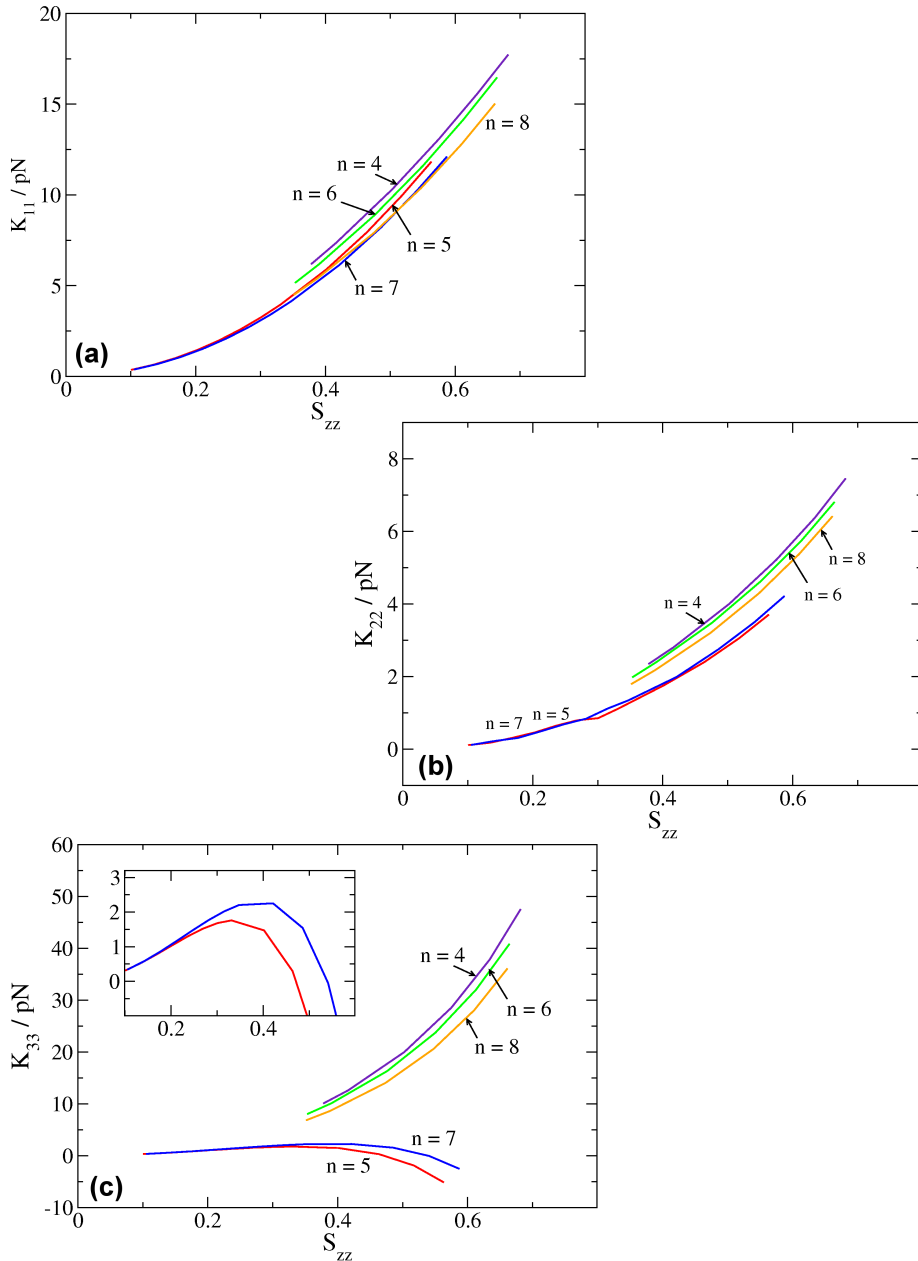 20
15
10
5
0
K11 / pN
n = 8
n = 4
n = 6
n = 5
n = 7
(a)
0 0.2 0.4 0.6
Szz
8
6
4
2
0
K22 / pN
n = 8
n = 4
n = 6
n = 7 n = 5
(b)
0 0.2 0.4 0.6
Szz
60
50
40
30
20
10
0
-10
K33 / pN
3
2
1
0
0.2 0.4
n = 4
n = 6
n = 8
n = 7
n = 5
(c)
0 0.2 0.4 0.6
Szz